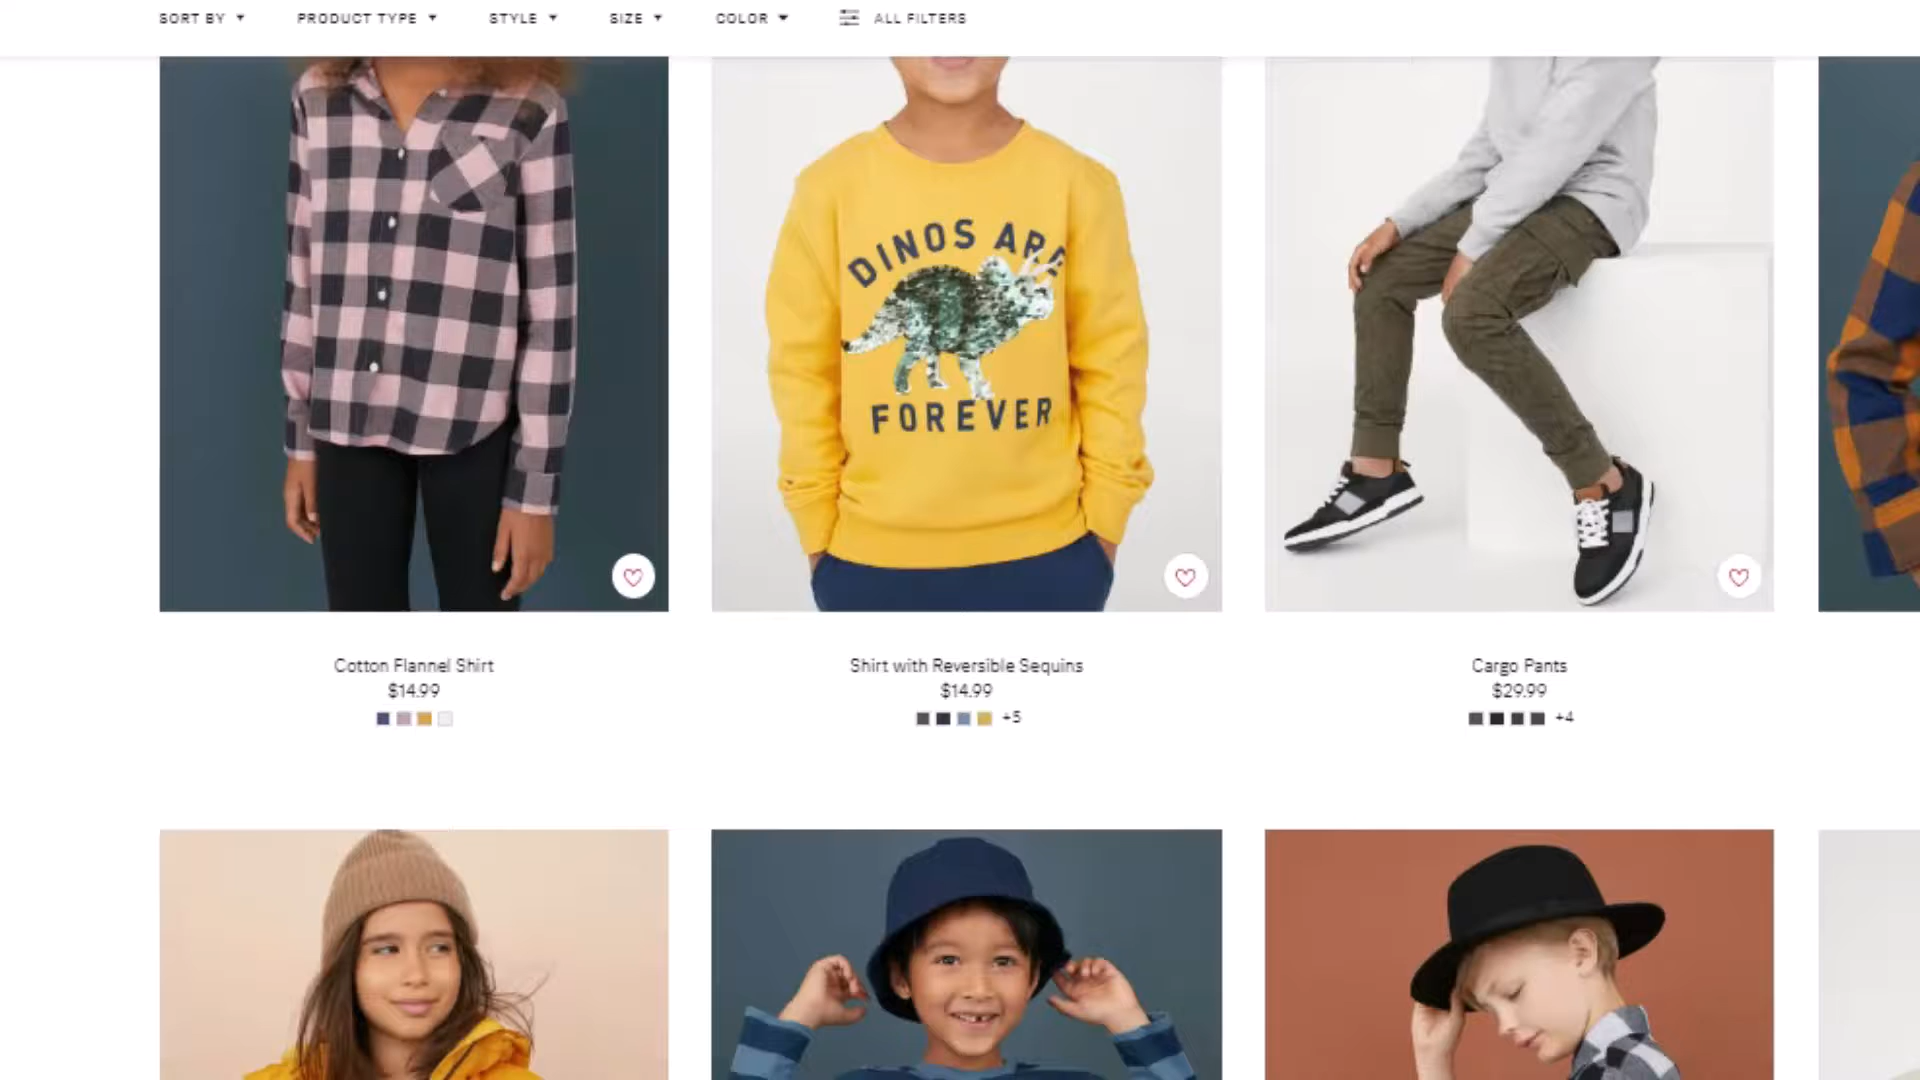 SORT BY
PRODUCT TYPE
STYLE
SIZE
COLOR
ALL FILTERS
DINOS ARE
FOREVER
Cotton Flannel Shirt
$14.99
Shirt with Reversible Sequins
$14.99
+5
Cargo Pants
$29.99
+4